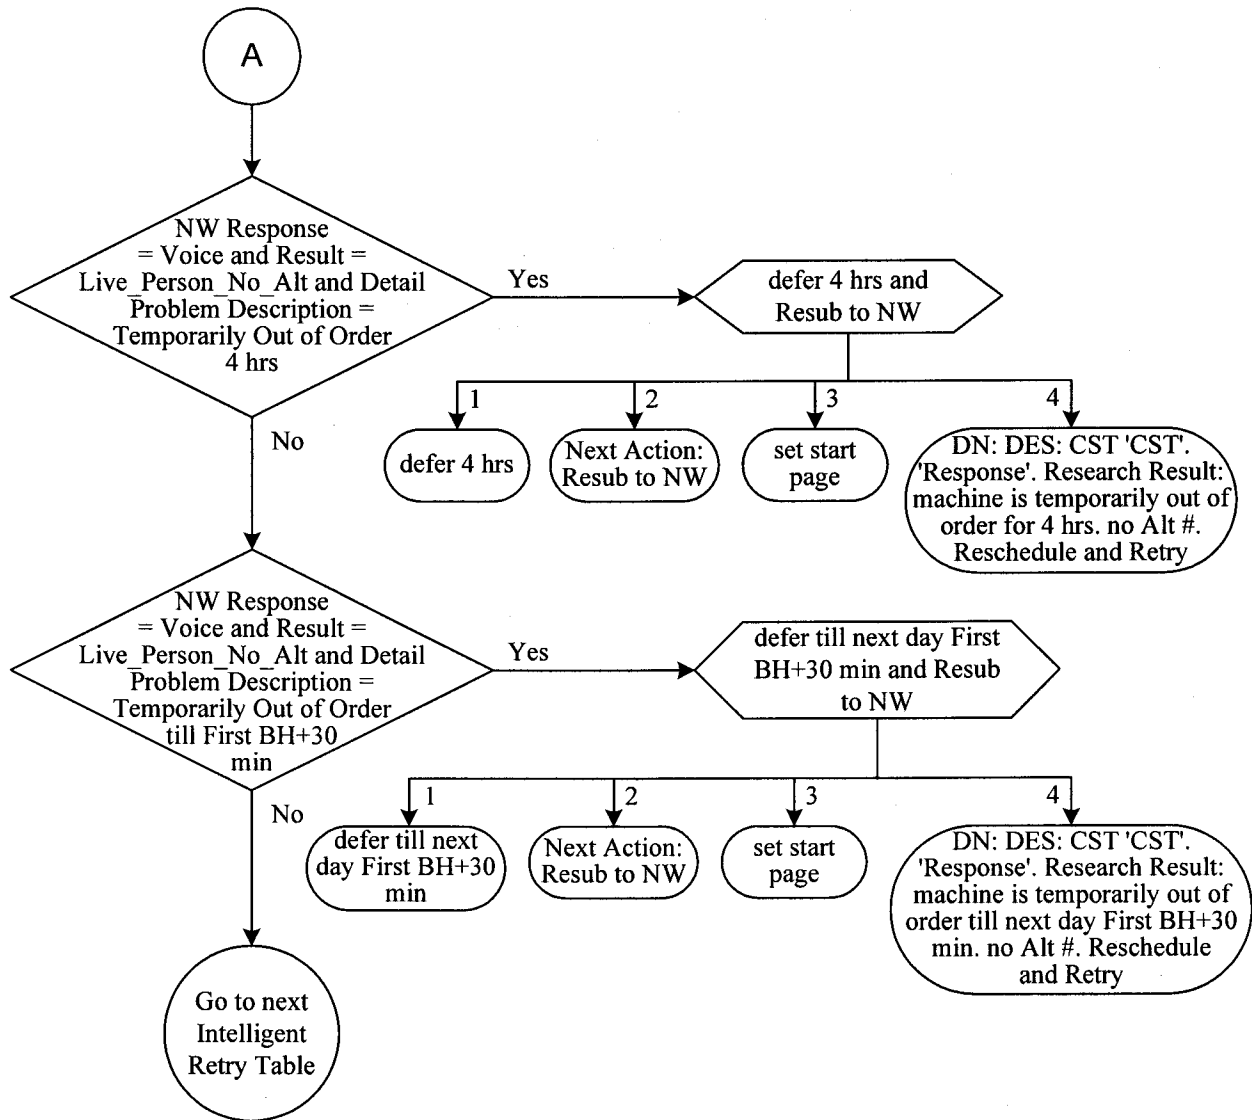 A
NW Response
= Voice and Result =
Live_Person_No_Alt and Detail
Problem Description =
Temporarily Out of Order
4 hrs
Yes
defer 4 hrs and
Resub to NW
1
2
3
4
No
defer 4 hrs
Next Action:
Resub to NW
set start
page
DN: DES: CST 'CST'.
'Response'. Research Result:
machine is temporarily out of
order for 4 hrs. no Alt #.
Reschedule and Retry
NW Response
= Voice and Result =
Live_Person_No_Alt and Detail
Problem Description =
Temporarily Out of Order
till First BH+30
min
Yes
defer till next day First
BH+30 min and Resub
to NW
1
2
3
4
No
defer till next
day First BH+30
min
Next Action:
Resub to NW
set start
page
DN: DES: CST 'CST'.
'Response'. Research Result:
machine is temporarily out of
order till next day First BH+30
min. no Alt #. Reschedule
and Retry
Go to next
Intelligent
Retry Table